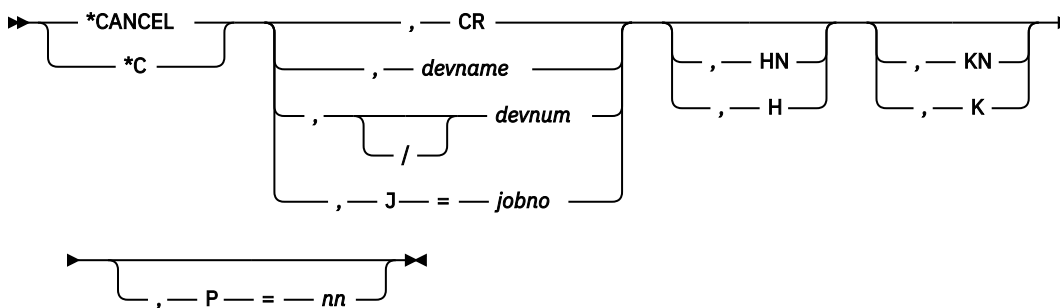 *CANCEL , CR
*C , devname , HN , KN
, devnum , H , K
/
, J = jobno
, P = nn